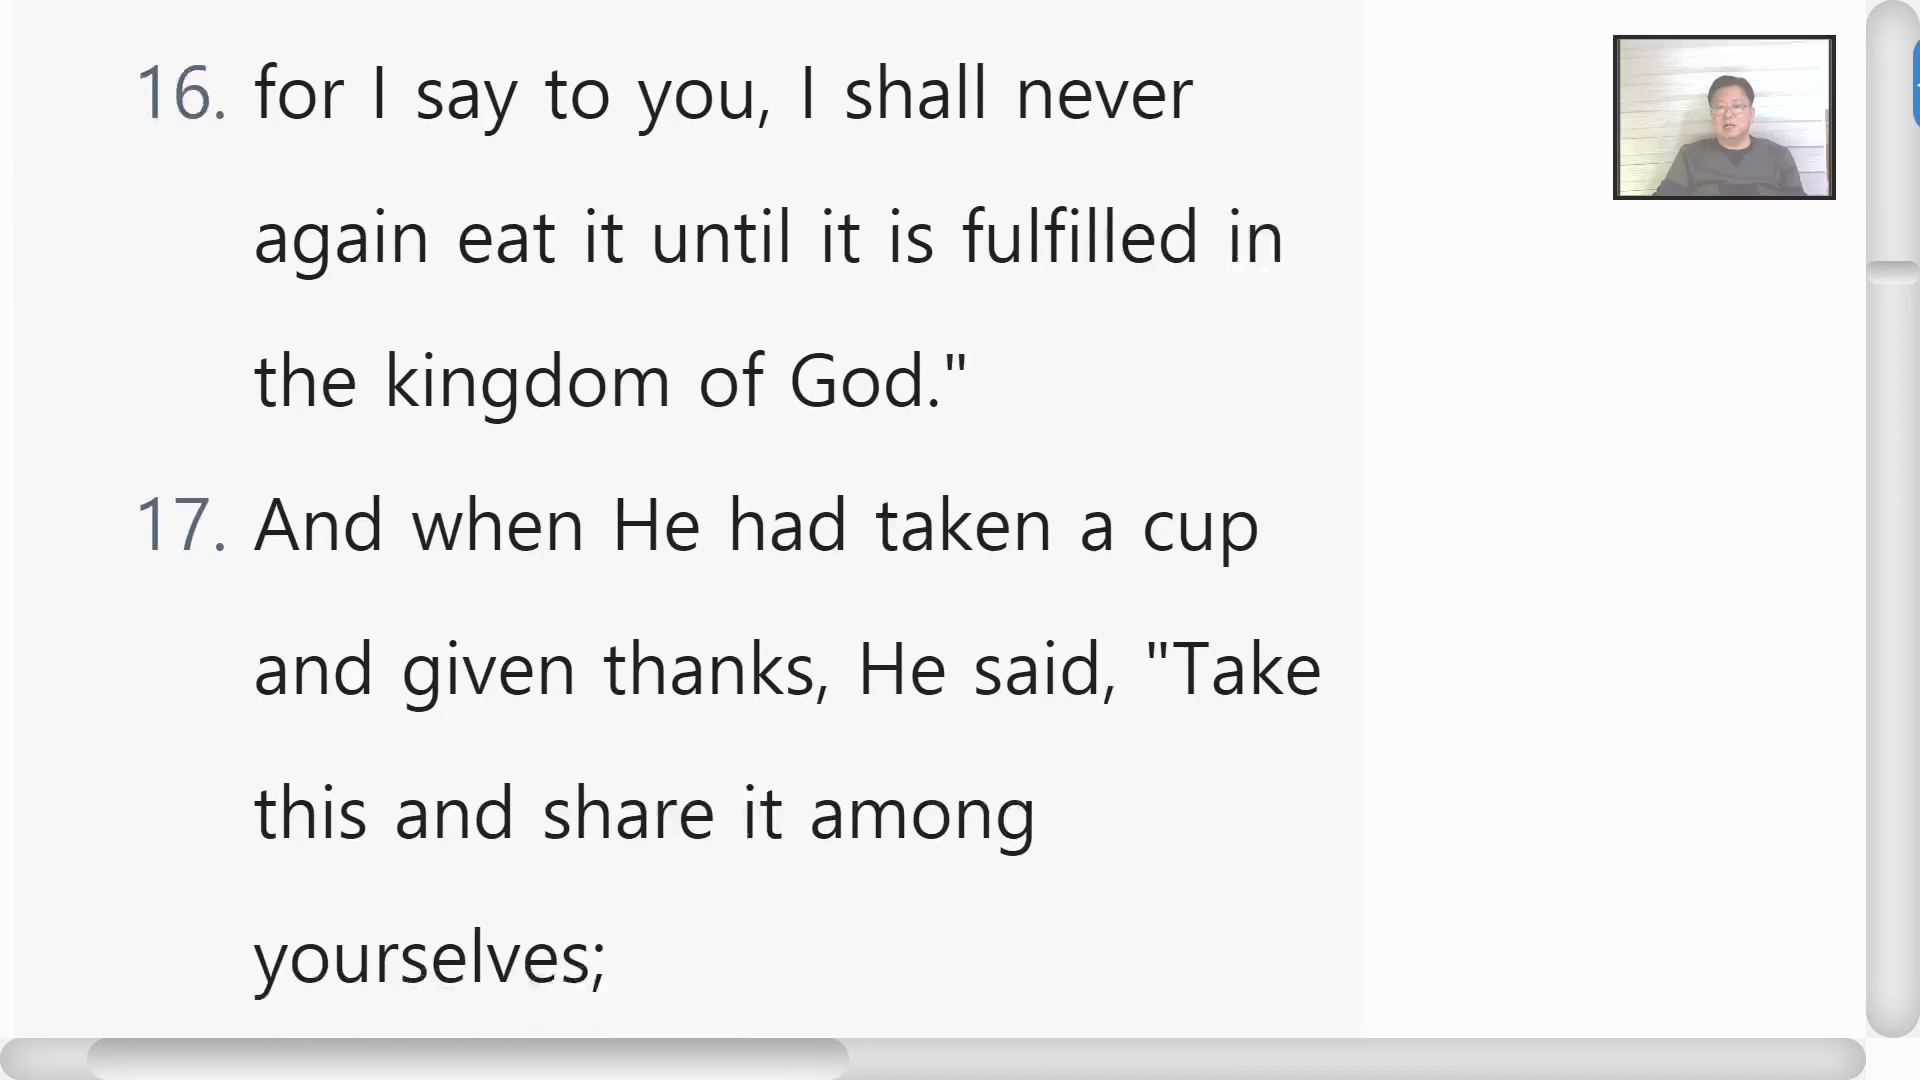 16. for I say to you, I shall never
again eat it until it is fulfilled in
the kingdom of God."
17. And when He had taken a cup
and given thanks, He said, "Take
this and share it among
yourselves;